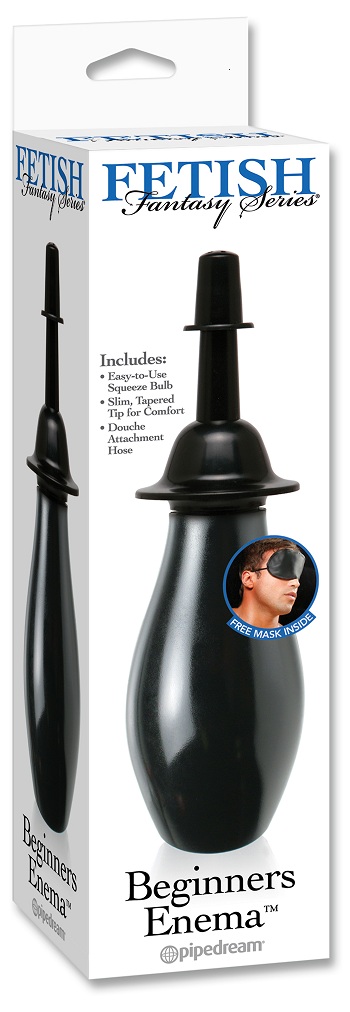 FETISH
Fantasy Series®
FETISH
Fantasy Series®
Includes:
• Easy-to-Use
Squeeze Bulb
• Slim, Tapered
Tip for Comfort
• Douche
Attachment
Hose
FREE MASK INSIDE
Beginners
Enema™
pipedream®
Beginners
Enema™
pipedream®